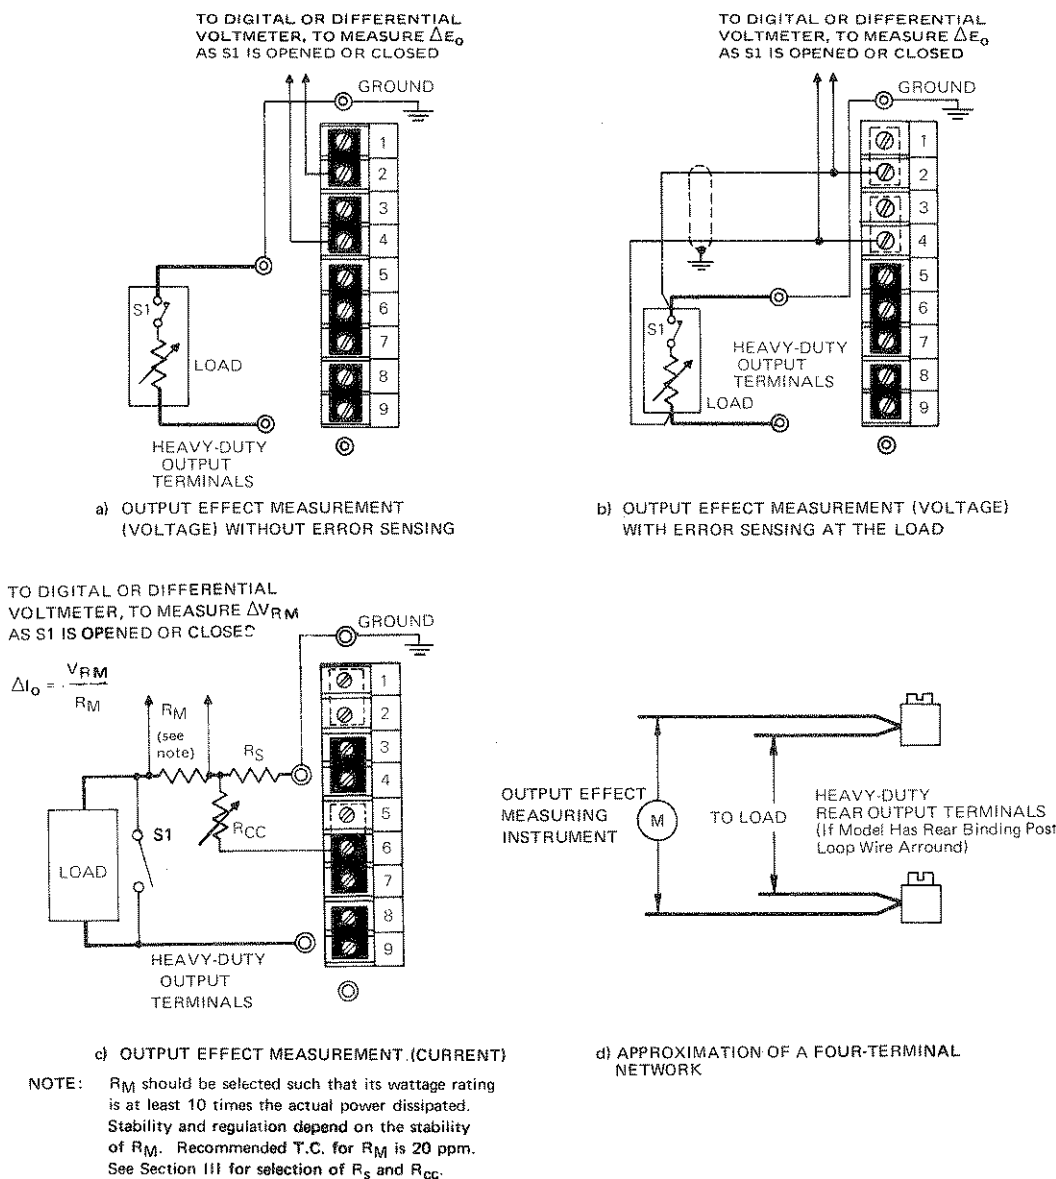 TO DIGITAL OR DIFFERENTIAL
VOLTMETER, TO MEASURE ΔEo
AS S1 IS OPENED OR CLOSED
GROUND
1
2
3
4
5
6
7
8
9
S1
LOAD
HEAVY-DUTY
OUTPUT
TERMINALS
a) OUTPUT EFFECT MEASUREMENT
(VOLTAGE) WITHOUT ERROR SENSING
TO DIGITAL OR DIFFERENTIAL
VOLTMETER, TO MEASURE ΔEo
AS S1 IS OPENED OR CLOSED
GROUND
1
2
3
4
5
6
7
8
9
S1
LOAD
HEAVY-DUTY
OUTPUT
TERMINALS
b) OUTPUT EFFECT MEASUREMENT (VOLTAGE)
WITH ERROR SENSING AT THE LOAD
TO DIGITAL OR DIFFERENTIAL
VOLTMETER, TO MEASURE ΔVRM
AS S1 IS OPENED OR CLOSED
GROUND
ΔIo = VRM
RM
RM
(see
note)
RS
RCC
S1
LOAD
1
2
3
4
5
6
7
8
9
HEAVY-DUTY
OUTPUT
TERMINALS
c) OUTPUT EFFECT MEASUREMENT.(CURRENT)
NOTE: RM should be selected such that its wattage rating
is at least 10 times the actual power dissipated.
Stability and regulation depend on the stability
of RM. Recommended T.C. for RM is 20 ppm.
See Section III for selection of Rs and Rcc.
OUTPUT EFFECT
MEASURING
INSTRUMENT
M
TO LOAD
HEAVY-DUTY
REAR OUTPUT TERMINALS
(If Model Has Rear Binding Post
Loop Wire Arround)
d) APPROXIMATION OF A FOUR-TERMINAL
NETWORK